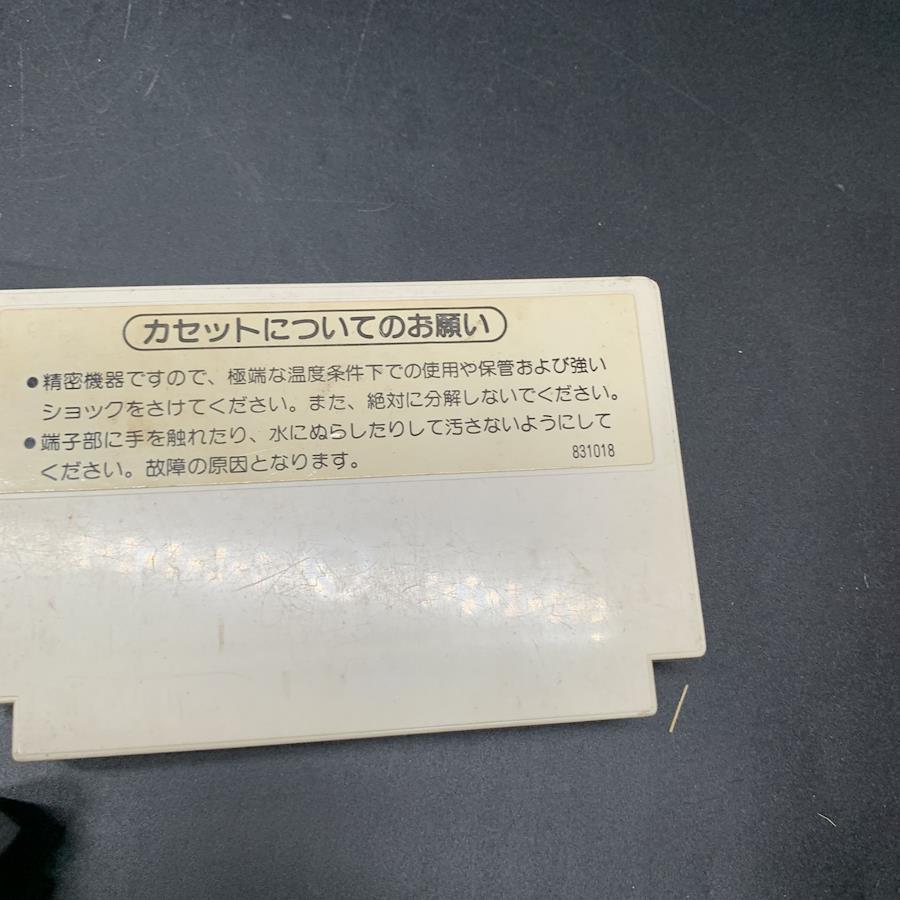 カセットについてのお願い
●精密機器ですので、極端な温度条件下での使用や保管および強い
ショックをさけてください。また、絶対に分解しないでください。
●端子部に手を触れたり、水にぬらしたりして汚さないようにして
ください。故障の原因となります。
831018